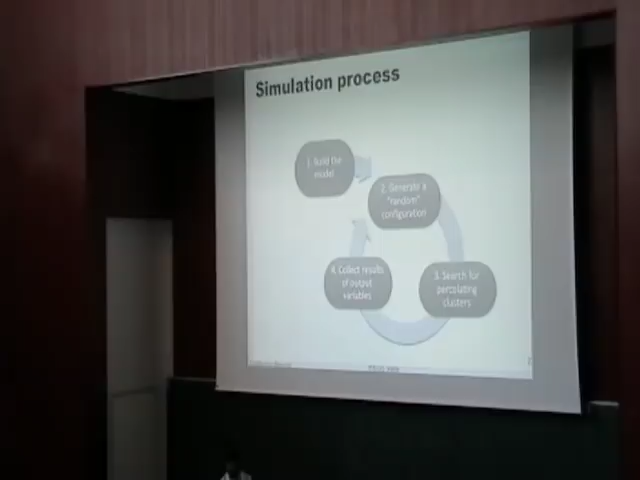 Simulation process
1. Build the
model
2. Generate a
"random"
configuration
4. Collect results
of output
variables
3. Search for
percolating
clusters